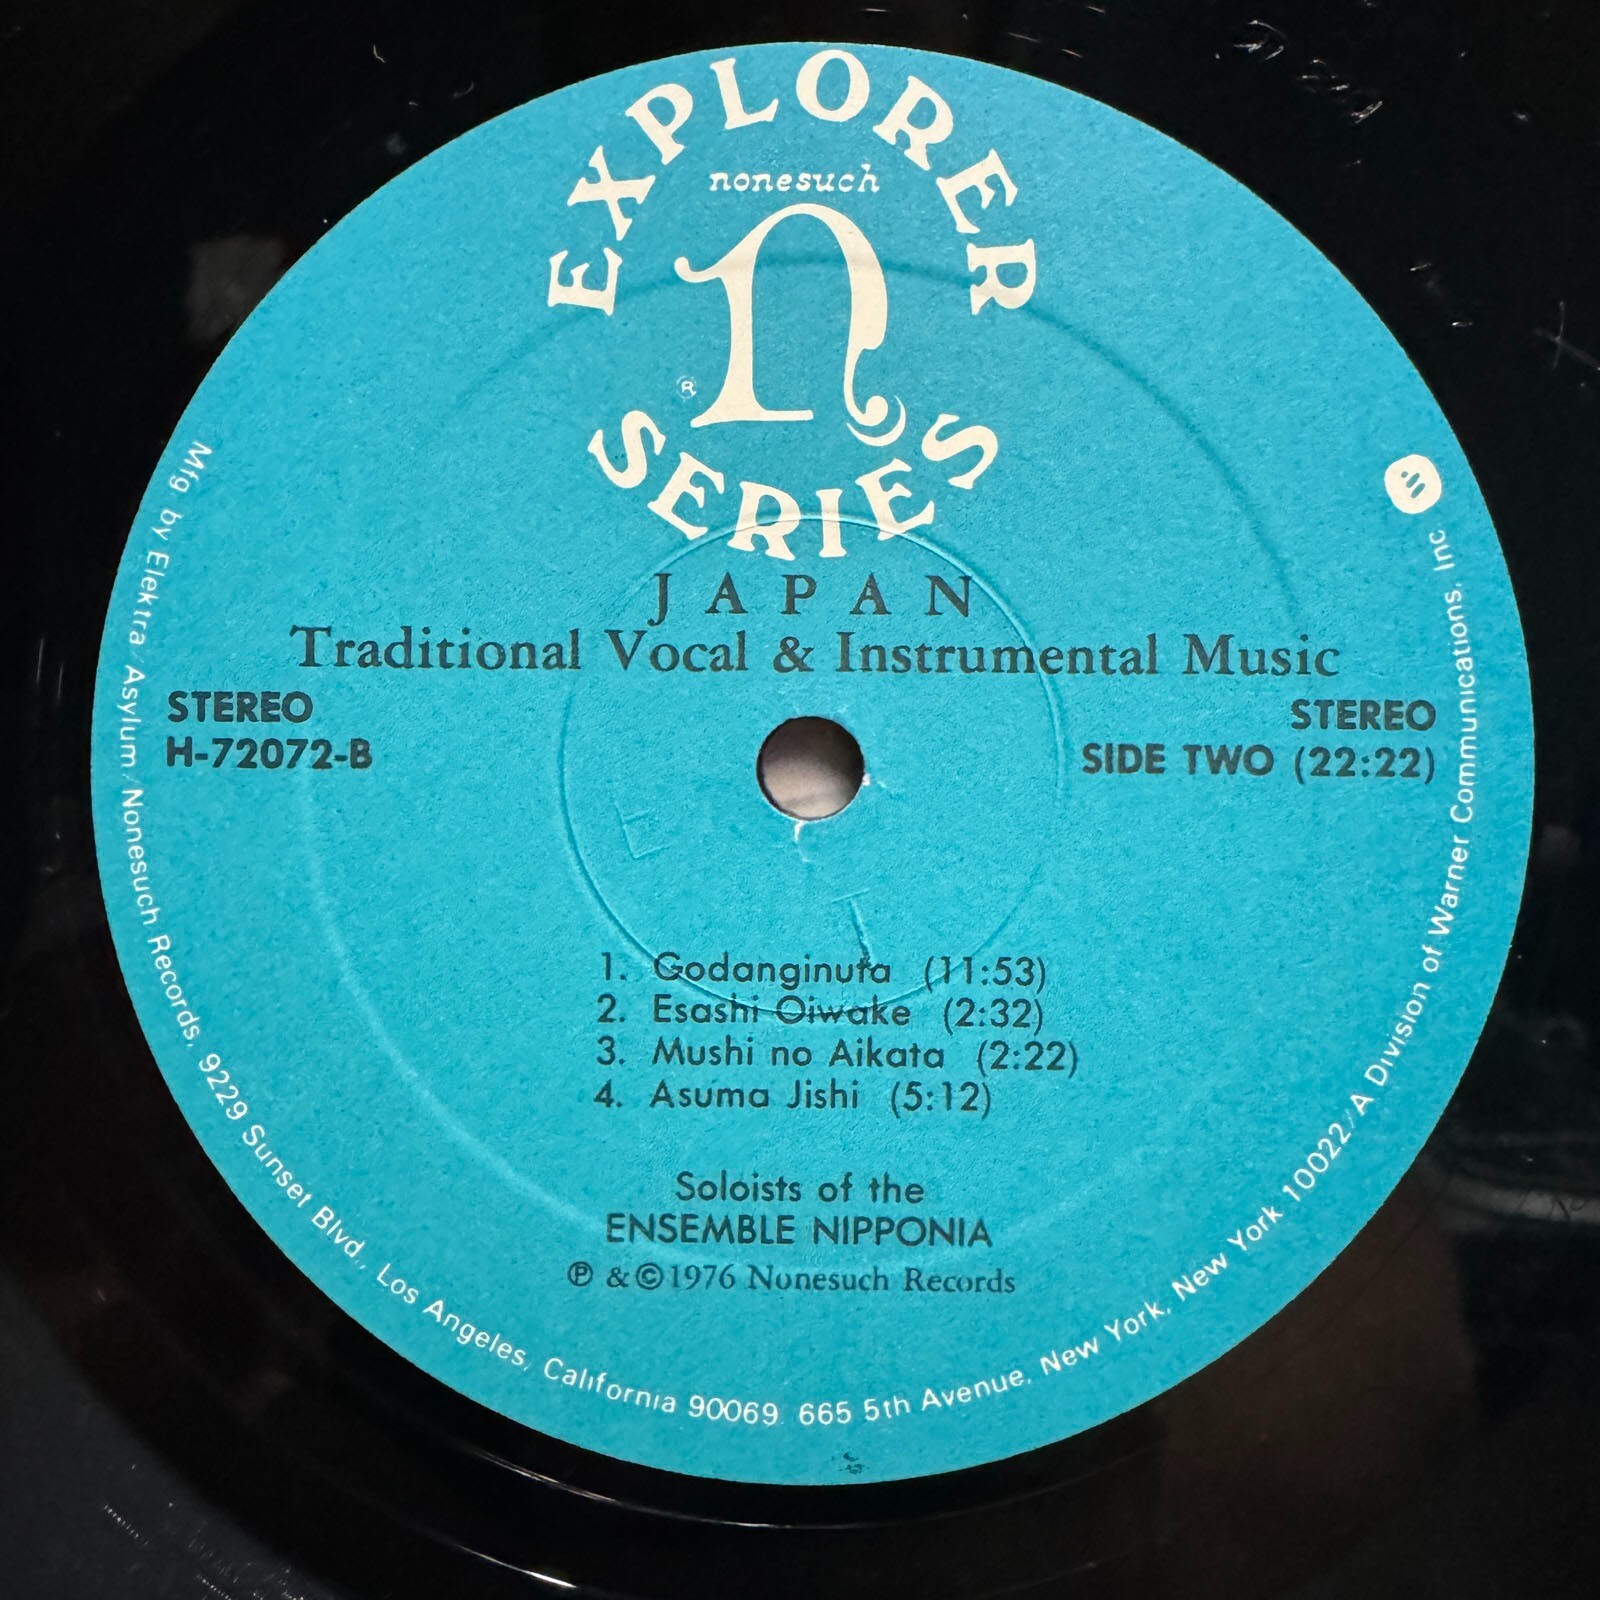 EXPLORER
nonesuch
n
®
SERIES
JAPAN
Traditional Vocal & Instrumental Music
STEREO
H-72072-B
STEREO
SIDE TWO (22:22)
1. Godanginuta (11:53)
2. Esashi Oiwake (2:32)
3. Mushi no Aikata (2:22)
4. Asuma Jishi (5:12)
Soloists of the
ENSEMBLE NIPPONIA
℗ & © 1976 Nonesuch Records
Mfg by Elektra/Asylum/Nonesuch Records, 9229 Sunset Blvd., Los Angeles, California 90069. 665 5th Avenue, New York, New York 10022/A Division of Warner Communications, Inc